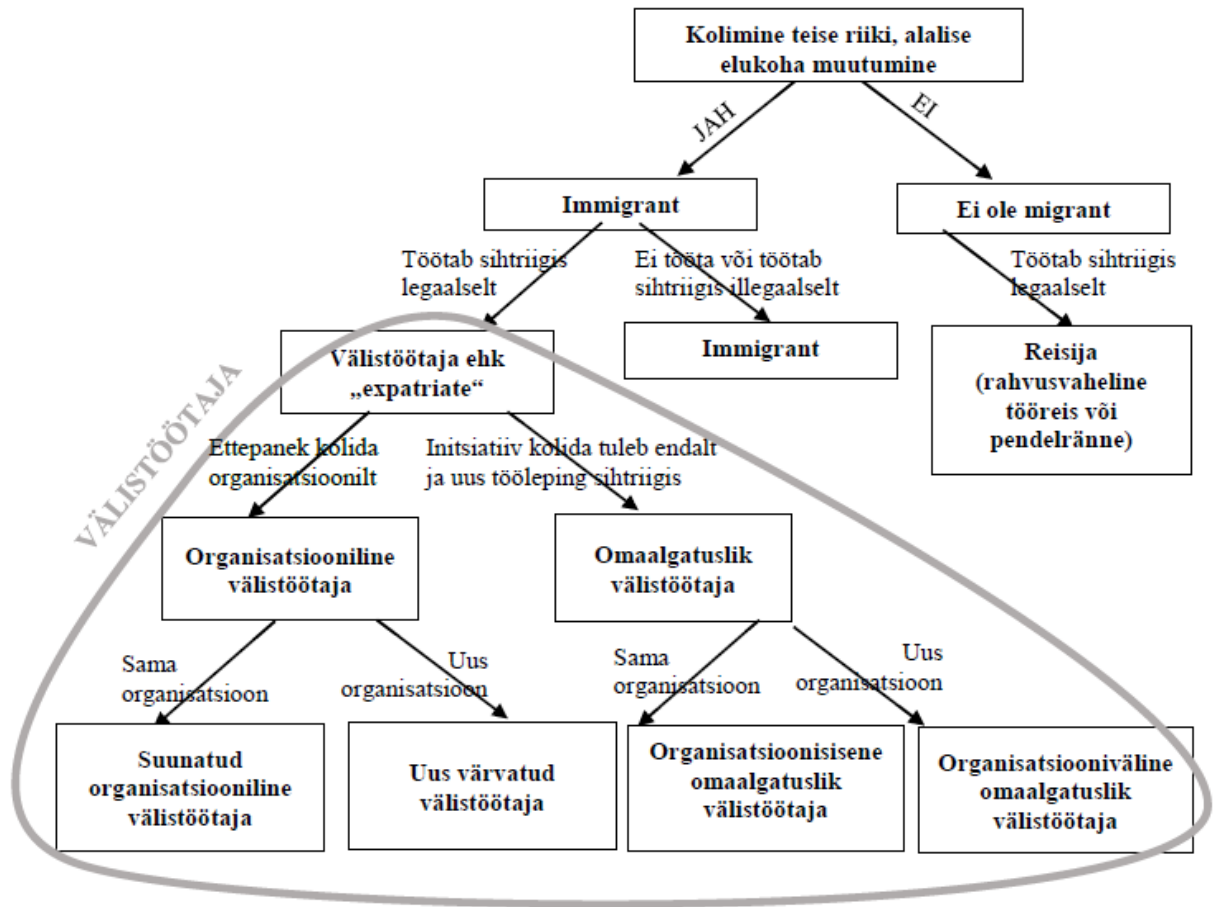 Kolimine teise riiki, alalise
elukoha muutumine
JAH
EI
Immigrant
Ei ole migrant
Töötab sihtriigis
legaalselt
Ei tööta või töötab
sihtriigis illegaalselt
Töötab sihtriigis
legaalselt
Välistöötaja ehk
„expatriate“
Immigrant
Reisija
(rahvusvaheline
tööreis või
pendelränne)
VÄLISTÖÖTAJA
Ettepanek kolida
organisatsioonilt
Initsiatiiv kolida tuleb endalt
ja uus tööleping sihtriigis
Organisatsiooniline
välistöötaja
Omaalgatuslik
välistöötaja
Sama
organisatsioon
Uus
organisatsioon
Sama
organisatsioon
Uus
organisatsioon
Suunatud
organisatsiooniline
välistöötaja
Uus värvatud
välistöötaja
Organisatsioonisisene
omaalgatuslik
välistöötaja
Organisatsiooniväline
omaalgatuslik
välistöötaja